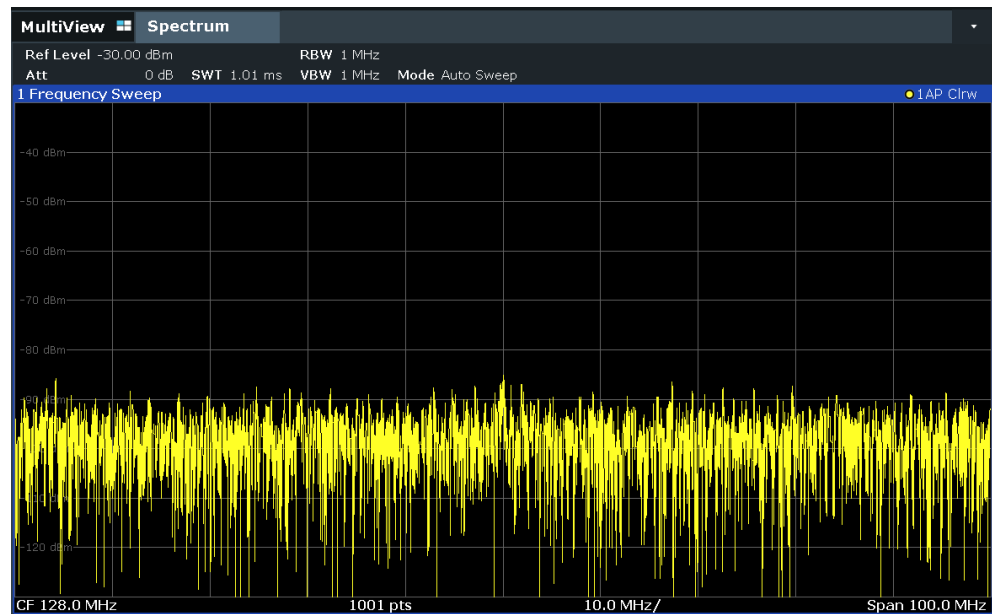 MultiView Spectrum
Ref Level -30.00 dBm RBW 1 MHz
Att 0 dB SWT 1.01 ms VBW 1 MHz Mode Auto Sweep
1 Frequency Sweep 1AP Clrw
-40 dBm
-50 dBm
-60 dBm
-70 dBm
-80 dBm
-90 dBm
-120 dBm
CF 128.0 MHz 1001 pts 10.0 MHz/ Span 100.0 MHz